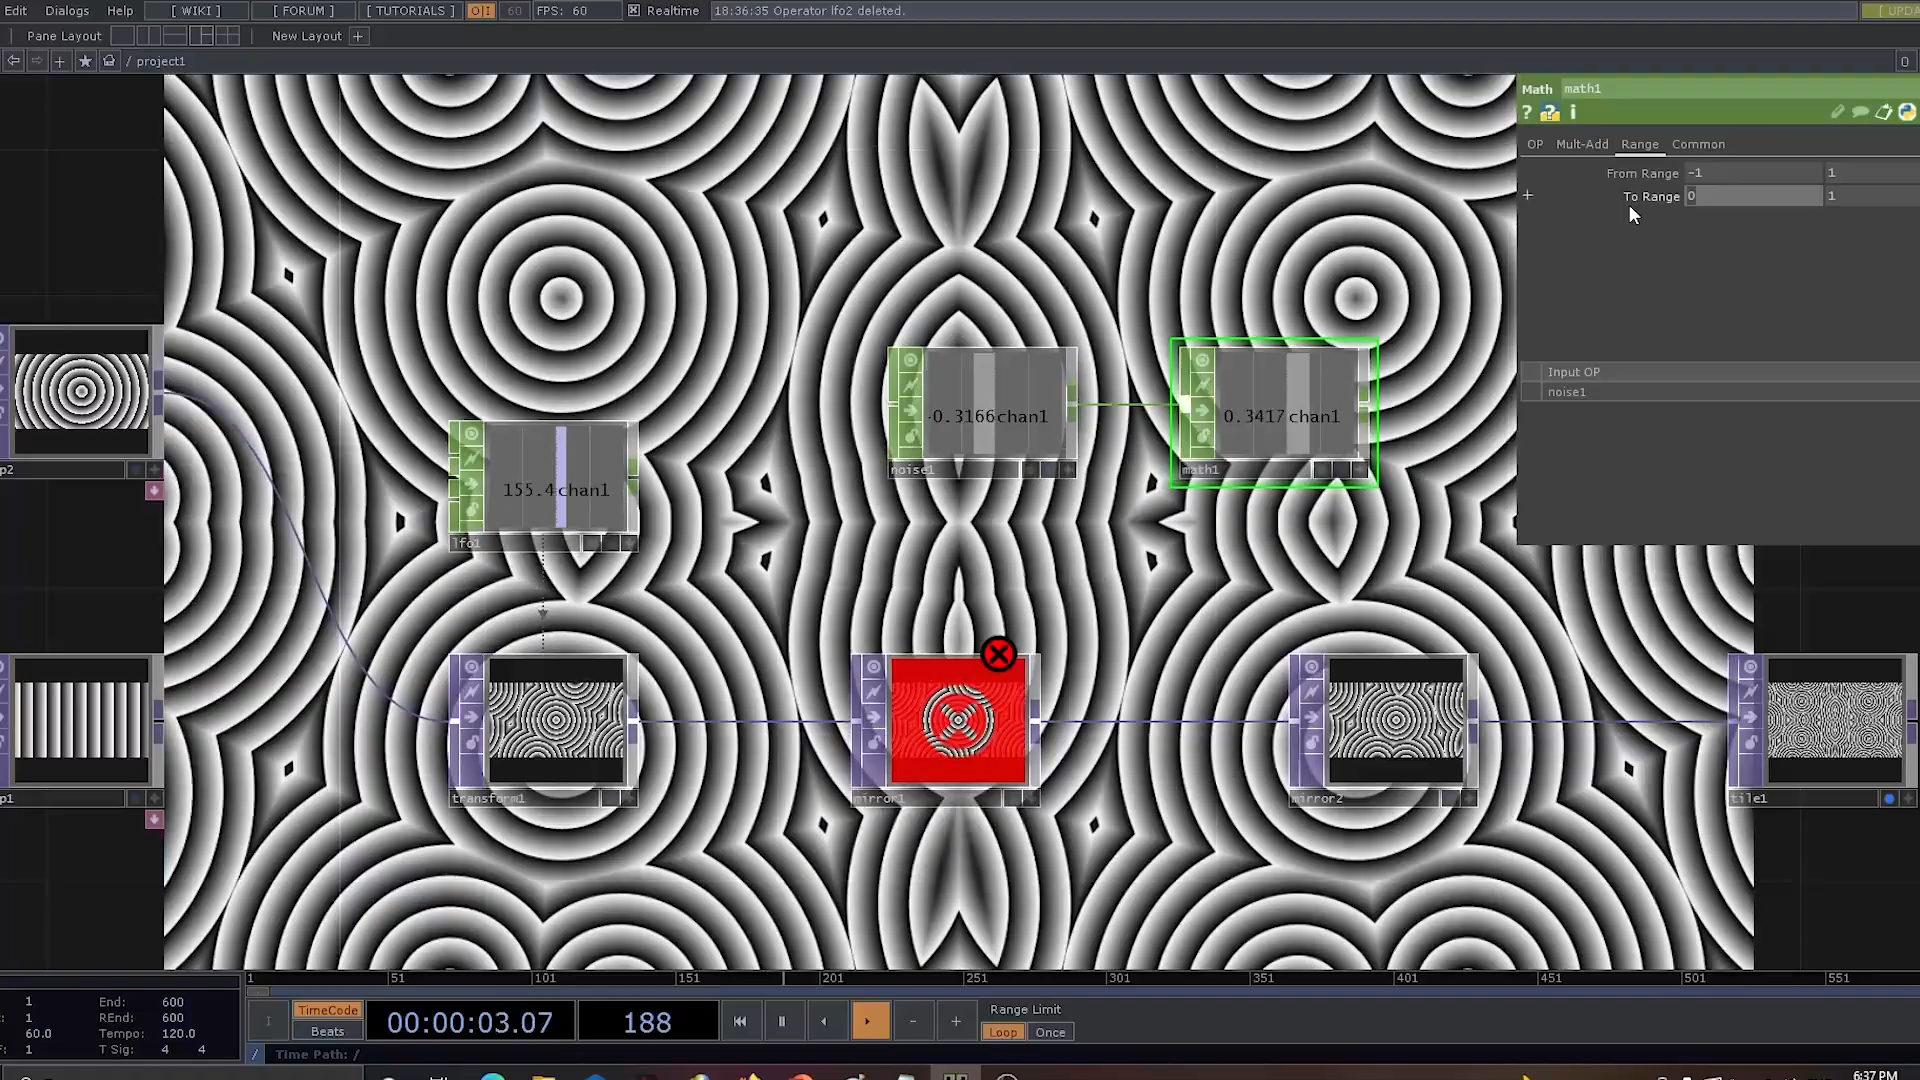 Edit Dialogs Help [ WIKI ] [ FORUM ] [ TUTORIALS ] O|I 60 FPS: 60 Realtime 18:36:35 Operator lfo2 deleted. [ UPDA
Pane Layout New Layout +
/ project1 0
Math math1
? ? i
OP Mult-Add Range Common
From Range -1 1
+ To Range 0 1
Input OP
noise1
-0.3166 chan1
noise1
0.3417 chan1
math1
155.4 chan1
lfo1
p2
p1
transform1
mirror1
mirror2
tile1
1 51 101 151 201 251 301 351 401 451 501 551
1 End: 600
1 REnd: 600
60.0 Tempo: 120.0
1 T Sig: 4 4
TimeCode
Beats
00:00:03.07
188
Range Limit
Loop Once
/ Time Path: /
6:37 PM